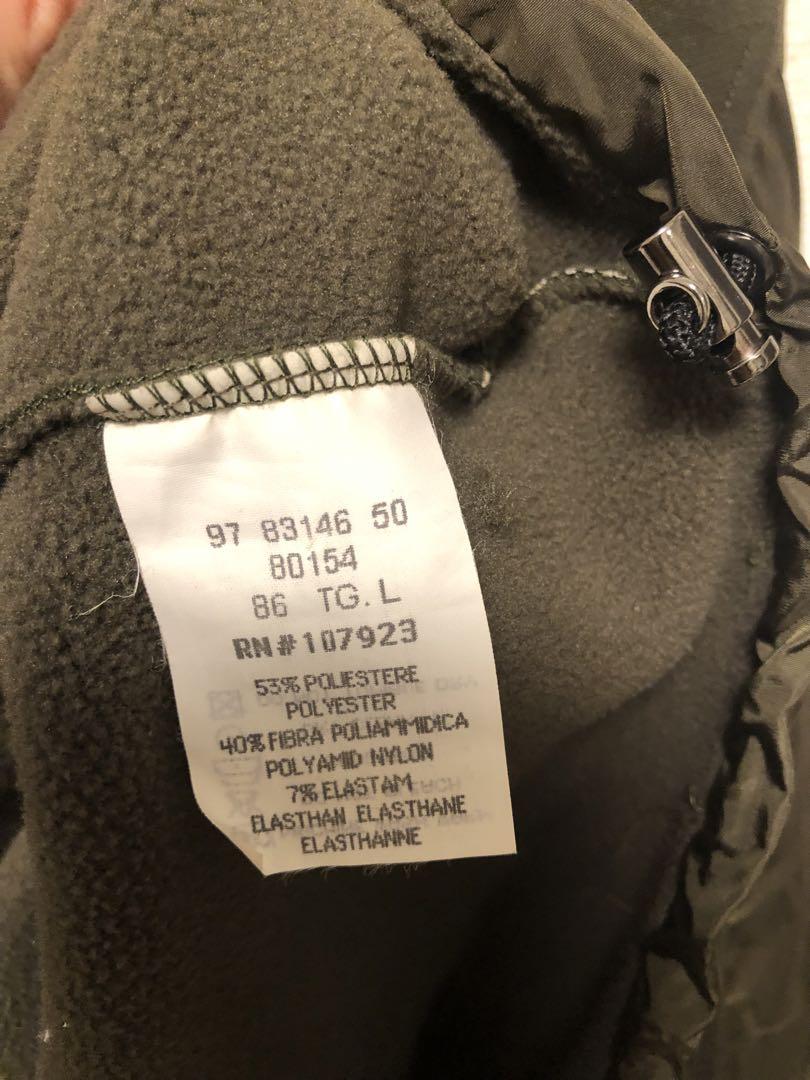 97 83146 50
80154
86 TG. L
RN#107923
53% POLIESTERE
POLYESTER
40% FIBRA POLIAMMIDICA
POLYAMID NYLON
7% ELASTAM
ELASTHAN ELASTHANE
ELASTHANNE